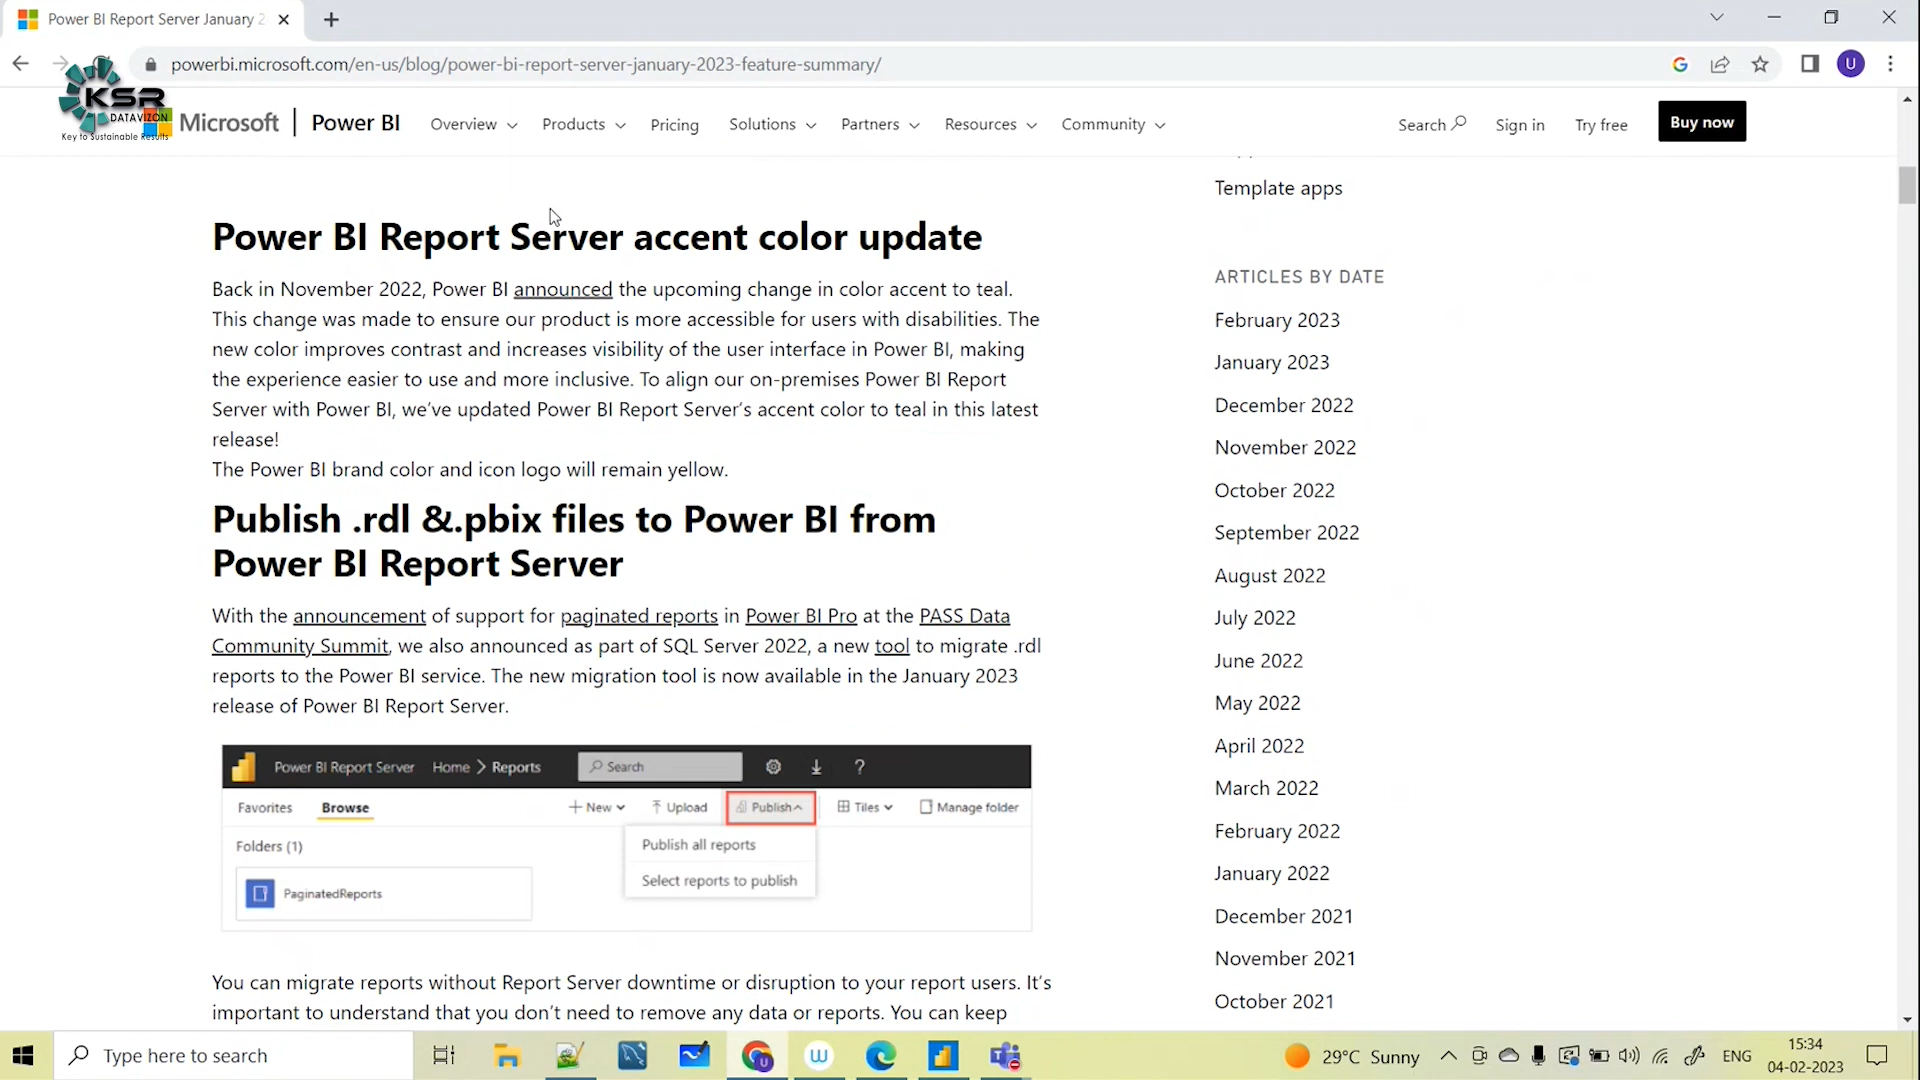 Power BI Report Server January 2
powerbi.microsoft.com/en-us/blog/power-bi-report-server-january-2023-feature-summary/
U
KSR
DATAVIZON
Key to Sustainable Results
Microsoft
Power BI
Overview
Products
Pricing
Solutions
Partners
Resources
Community
Search
Sign in
Try free
Buy now
Power BI Report Server accent color update
Back in November 2022, Power BI announced the upcoming change in color accent to teal.
This change was made to ensure our product is more accessible for users with disabilities. The
new color improves contrast and increases visibility of the user interface in Power BI, making
the experience easier to use and more inclusive. To align our on-premises Power BI Report
Server with Power BI, we've updated Power BI Report Server's accent color to teal in this latest
release!
The Power BI brand color and icon logo will remain yellow.
Publish .rdl &.pbix files to Power BI from
Power BI Report Server
With the announcement of support for paginated reports in Power BI Pro at the PASS Data
Community Summit, we also announced as part of SQL Server 2022, a new tool to migrate .rdl
reports to the Power BI service. The new migration tool is now available in the January 2023
release of Power BI Report Server.
Power BI Report Server Home > Reports
Search
?
Favorites
Browse
+ New
Upload
Publish
Tiles
Manage folder
Folders (1)
Publish all reports
Select reports to publish
PaginatedReports
You can migrate reports without Report Server downtime or disruption to your report users. It's
important to understand that you don't need to remove any data or reports. You can keep
Template apps
ARTICLES BY DATE
February 2023
January 2023
December 2022
November 2022
October 2022
September 2022
August 2022
July 2022
June 2022
May 2022
April 2022
March 2022
February 2022
January 2022
December 2021
November 2021
October 2021
Type here to search
29°C Sunny
ENG
15:34
04-02-2023